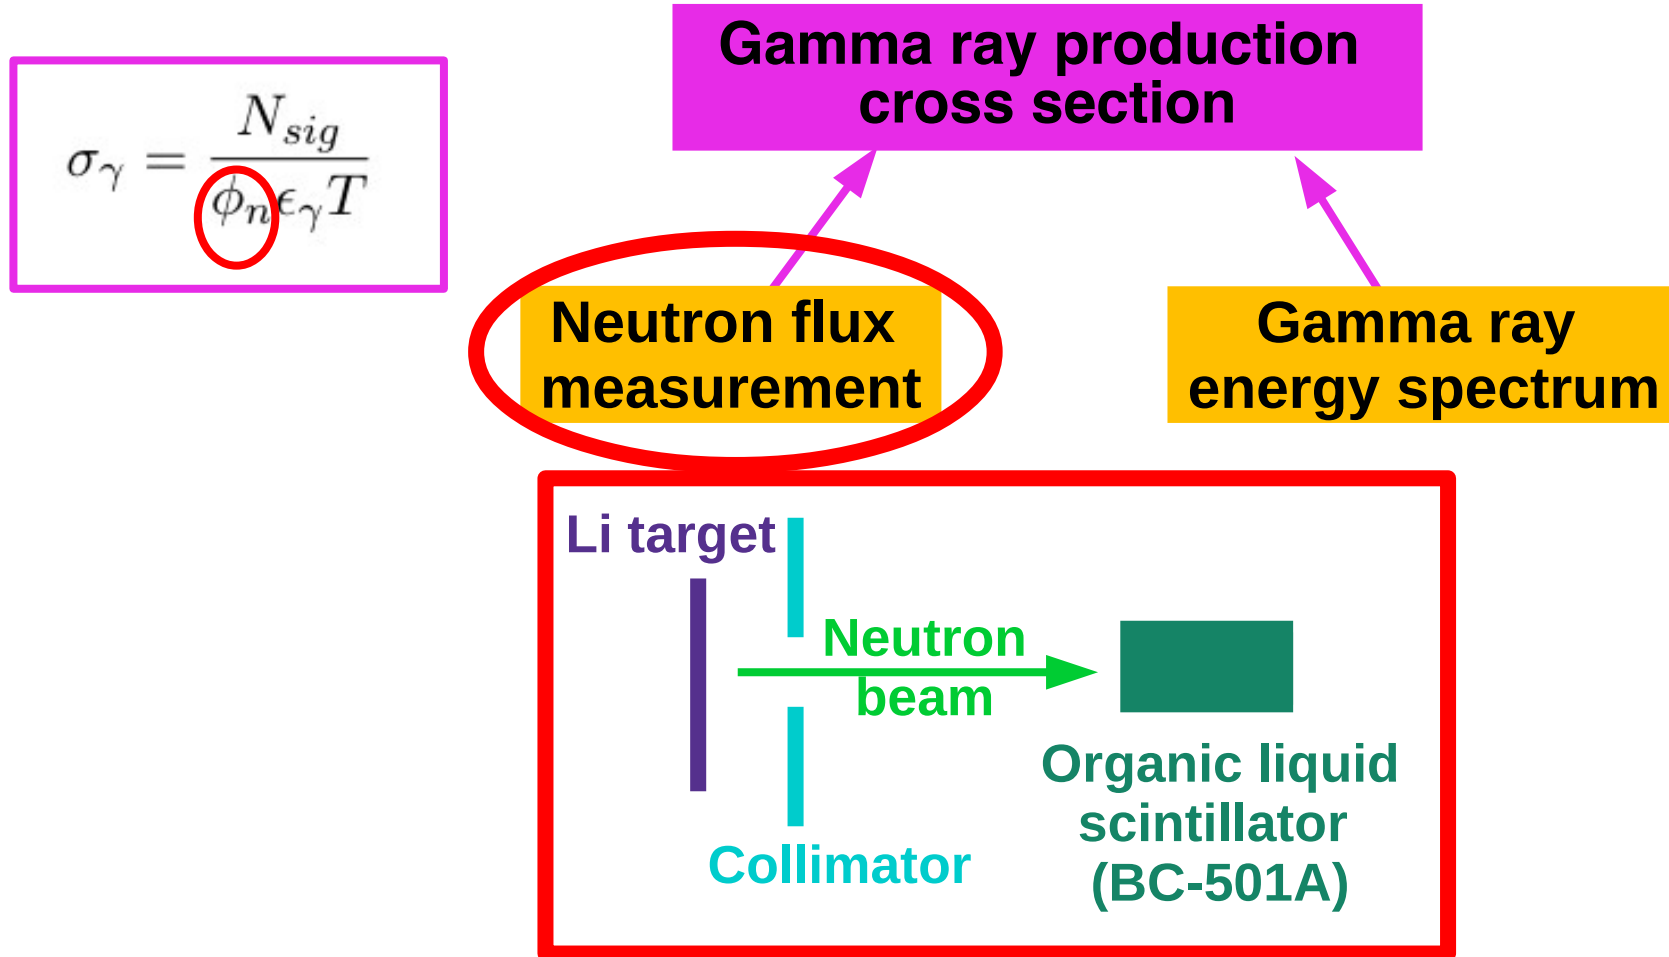 Gamma ray production
cross section
σ_γ = N_sig / (ϕ_n ϵ_γ T)
Neutron flux
measurement
Gamma ray
energy spectrum
Li target
Neutron
beam
Collimator
Organic liquid
scintillator
(BC-501A)